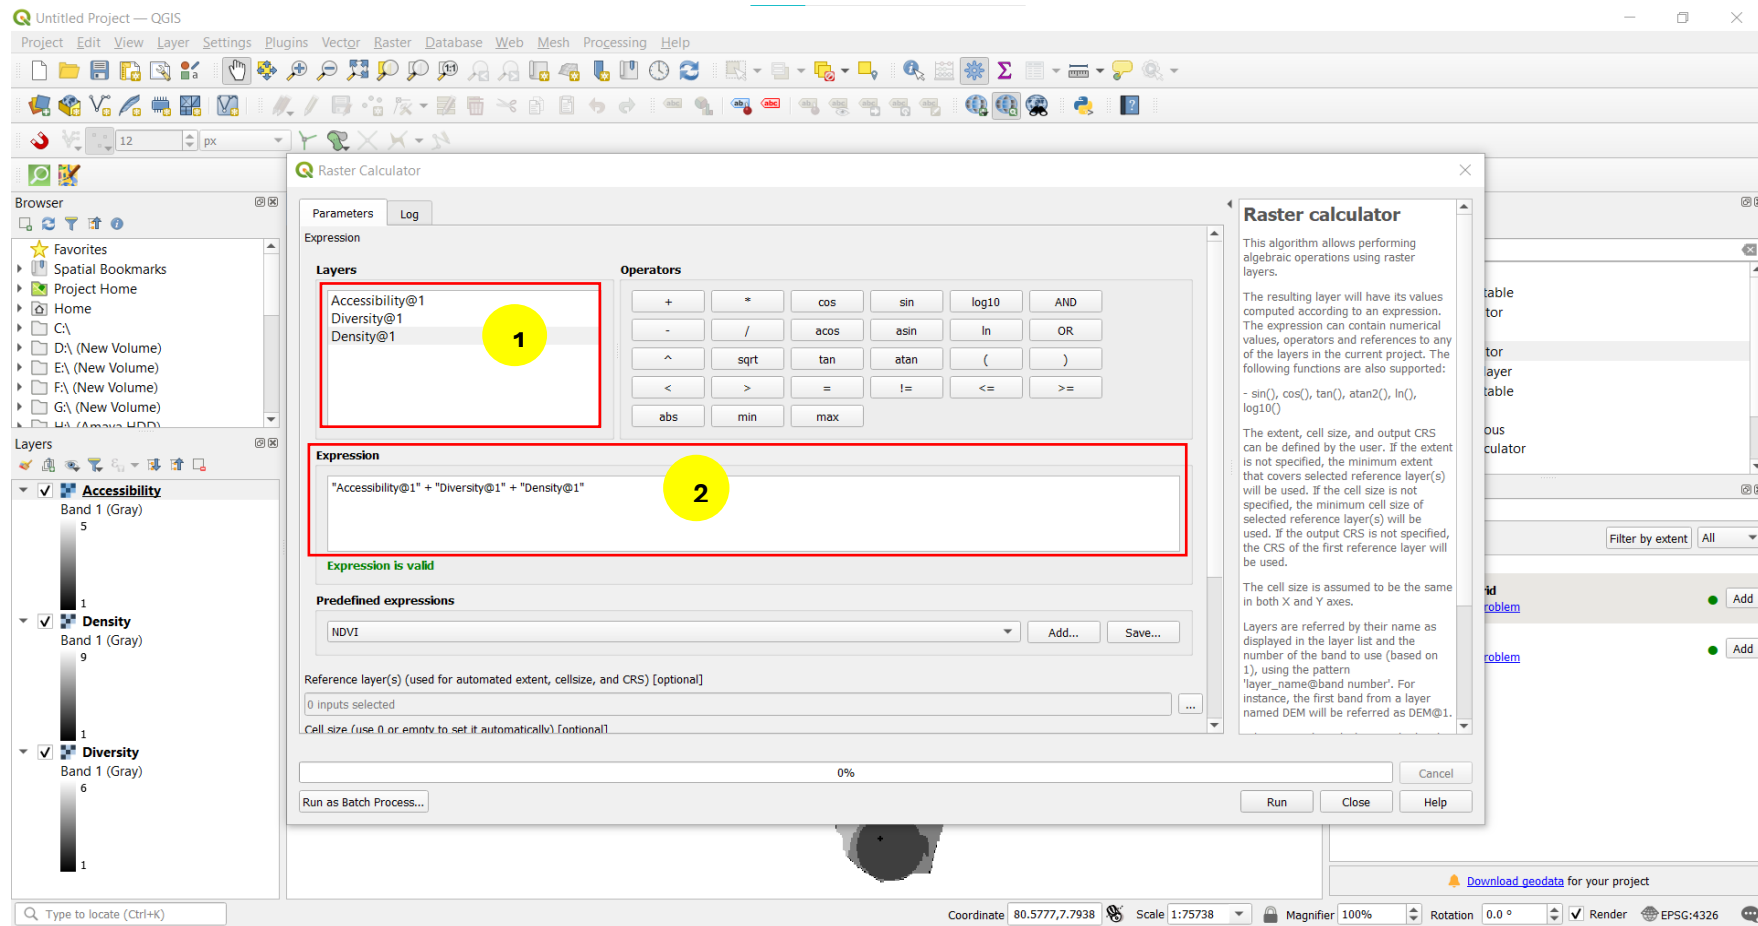 Untitled Project — QGIS
Project Edit View Layer Settings Plugins Vector Raster Database Web Mesh Processing Help
12 px
Raster Calculator
Browser
Favorites
Spatial Bookmarks
Project Home
Home
C:\
D:\ (New Volume)
E:\ (New Volume)
F:\ (New Volume)
G:\ (New Volume)
H:\ (Amaya HDD)
Layers
Accessibility
Band 1 (Gray)
5
1
Density
Band 1 (Gray)
9
1
Diversity
Band 1 (Gray)
6
1
Parameters Log
Expression
Layers
Accessibility@1
Diversity@1
Density@1
1
Operators
+ * cos sin log10 AND
- / acos asin ln OR
^ sqrt tan atan ( )
< > = != <= >=
abs min max
Expression
"Accessibility@1" + "Diversity@1" + "Density@1"
2
Expression is valid
Predefined expressions
NDVI Add... Save...
Reference layer(s) (used for automated extent, cellsize, and CRS) [optional]
0 inputs selected ...
Cell size (use 0 or empty to set it automatically) [optional]
0% Cancel
Run as Batch Process... Run Close Help
Raster calculator
This algorithm allows performing
algebraic operations using raster
layers.
The resulting layer will have its values
computed according to an expression.
The expression can contain numerical
values, operators and references to any
of the layers in the current project. The
following functions are also supported:
- sin(), cos(), tan(), atan2(), ln(),
log10()
The extent, cell size, and output CRS
can be defined by the user. If the extent
is not specified, the minimum extent
that covers selected reference layer(s)
will be used. If the cell size is not
specified, the minimum cell size of
selected reference layer(s) will be
used. If the output CRS is not specified,
the CRS of the first reference layer will
be used.
The cell size is assumed to be the same
in both X and Y axes.
Layers are referred by their name as
displayed in the layer list and the
number of the band to use (based on
1), using the pattern
'layer_name@band number'. For
instance, the first band from a layer
named DEM will be referred as DEM@1.
table
tor
tor
ayer
table
ous
culator
Filter by extent All
id
roblem Add
roblem Add
Download geodata for your project
Type to locate (Ctrl+K) Coordinate 80.5777,7.7938 Scale 1:75738 Magnifier 100% Rotation 0.0 ° Render EPSG:4326